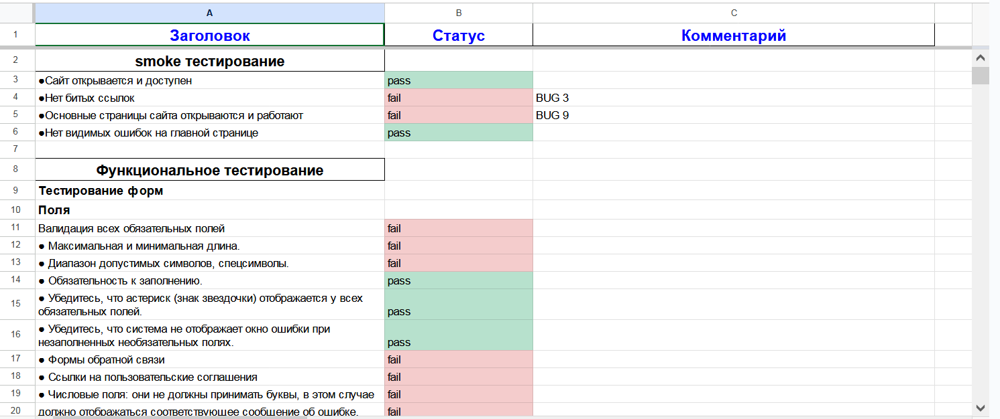 A B C
1 Заголовок Статус Комментарий
2 smoke тестирование
3 ●Сайт открывается и доступен pass
4 ●Нет битых ссылок fail BUG 3
5 ●Основные страницы сайта открываются и работают fail BUG 9
6 ●Нет видимых ошибок на главной странице pass
7
8 Функциональное тестирование
9 Тестирование форм
10 Поля
11 Валидация всех обязательных полей fail
12 ● Максимальная и минимальная длина. fail
13 ● Диапазон допустимых символов, спецсимволы. fail
14 ● Обязательность к заполнению. pass
● Убедитесь, что астериск (знак звездочки) отображается у всех
15 обязательных полей. pass
● Убедитесь, что система не отображает окно ошибки при
16 незаполненных необязательных полях. pass
17 ● Формы обратной связи fail
18 ● Ссылки на пользовательские соглашения fail
19 ● Числовые поля: они не должны принимать буквы, в этом случае fail
20 должно отображаться соответствующее сообщение об ошибке. fail